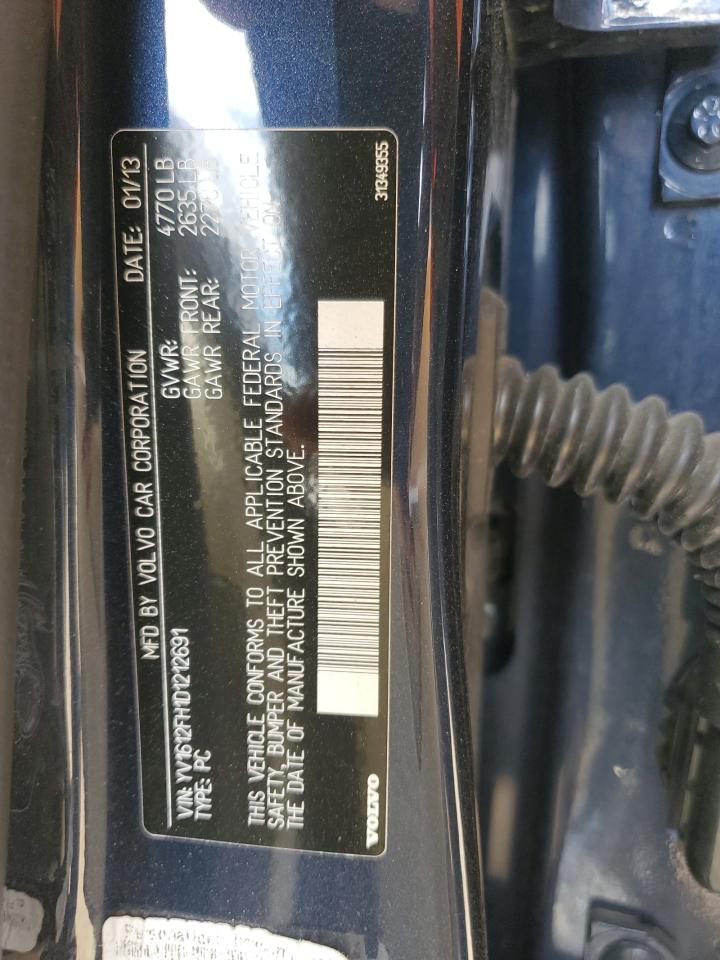 MFD BY VOLVO CAR CORPORATION DATE: 01/13
VIN: YV1612FH1D1212691 GVWR: 4770 LB
TYPE: PC GAWR FRONT: 2635 LB
GAWR REAR: LB
THIS VEHICLE CONFORMS TO ALL APPLICABLE FEDERAL MOTOR VEHICLE
SAFETY, BUMPER AND THEFT PREVENTION STANDARDS IN EFFECT ON
THE DATE OF MANUFACTURE SHOWN ABOVE.
VOLVO 31349355